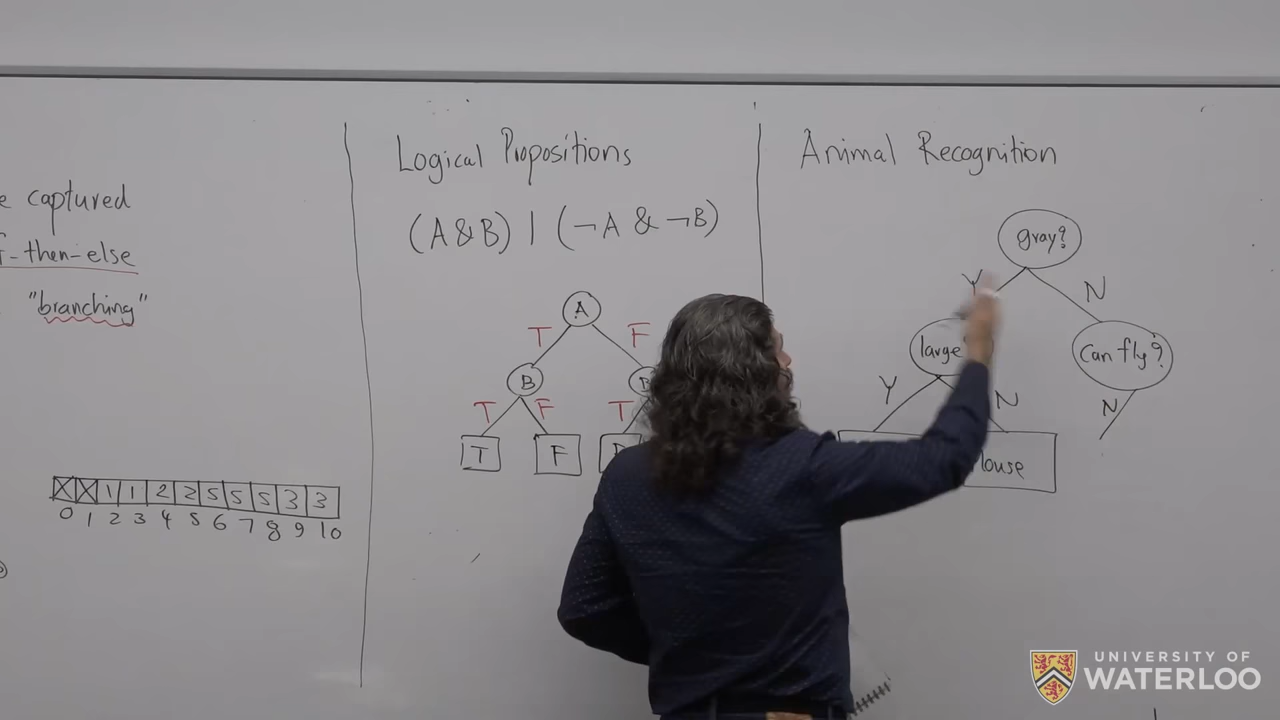 e captured
f-then-else
"branching"
X X 1 1 2 2 5 5 5 3 3
0 1 2 3 4 5 6 7 8 9 10
Logical Propositions
(A&B) | (¬A & ¬B)
A
T F
B
T F T
T F
Animal Recognition
gray?
Y N
large
can fly?
Y N N
UNIVERSITY OF
WATERLOO